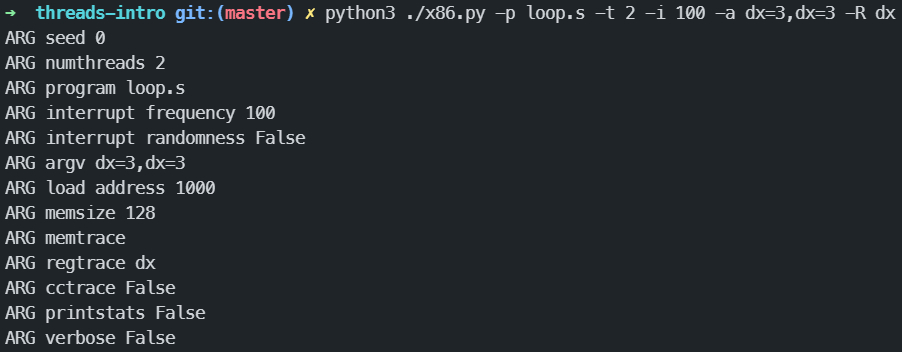 ➜ threads-intro git:(master) ✗ python3 ./x86.py -p loop.s -t 2 -i 100 -a dx=3,dx=3 -R dx
ARG seed 0
ARG numthreads 2
ARG program loop.s
ARG interrupt frequency 100
ARG interrupt randomness False
ARG argv dx=3,dx=3
ARG load address 1000
ARG memsize 128
ARG memtrace
ARG regtrace dx
ARG cctrace False
ARG printstats False
ARG verbose False